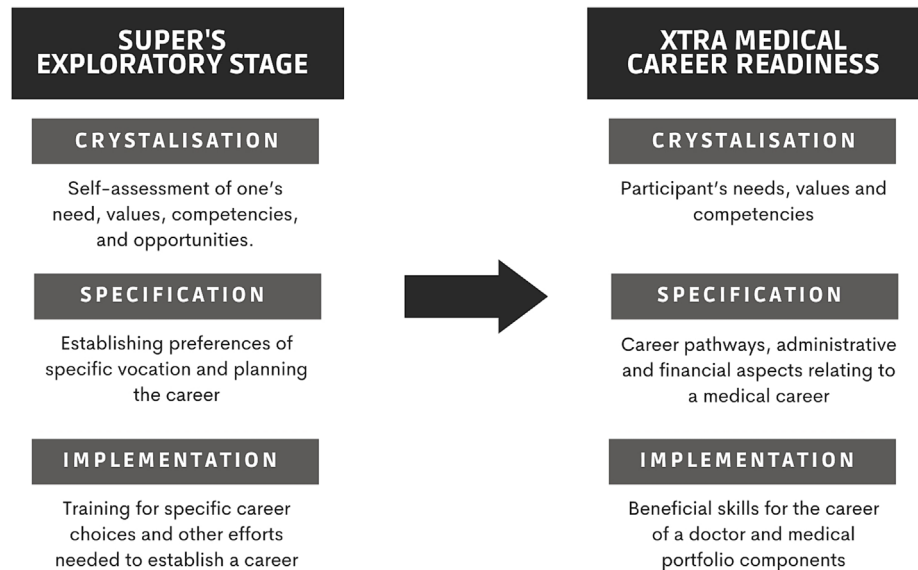 SUPER'S
EXPLORATORY STAGE
CRYSTALISATION
Self-assessment of one's
need, values, competencies,
and opportunities.
SPECIFICATION
Establishing preferences of
specific vocation and planning
the career
IMPLEMENTATION
Training for specific career
choices and other efforts
needed to establish a career
XTRA MEDICAL
CAREER READINESS
CRYSTALISATION
Participant's needs, values and
competencies
SPECIFICATION
Career pathways, administrative
and financial aspects relating to
a medical career
IMPLEMENTATION
Beneficial skills for the career
of a doctor and medical
portfolio components